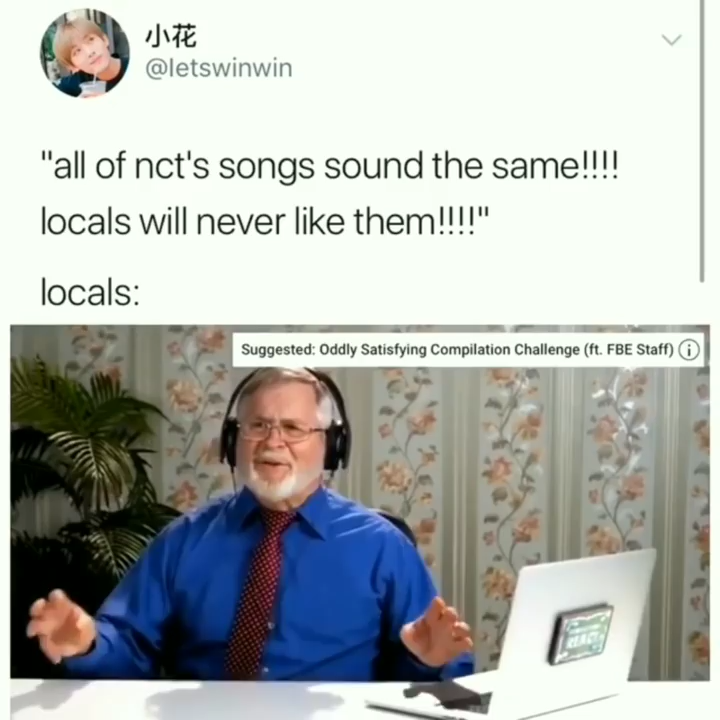 小花
@letswinwin
"all of nct's songs sound the same!!!!
locals will never like them!!!!"
locals:
Suggested: Oddly Satisfying Compilation Challenge (ft. FBE Staff)
REACT